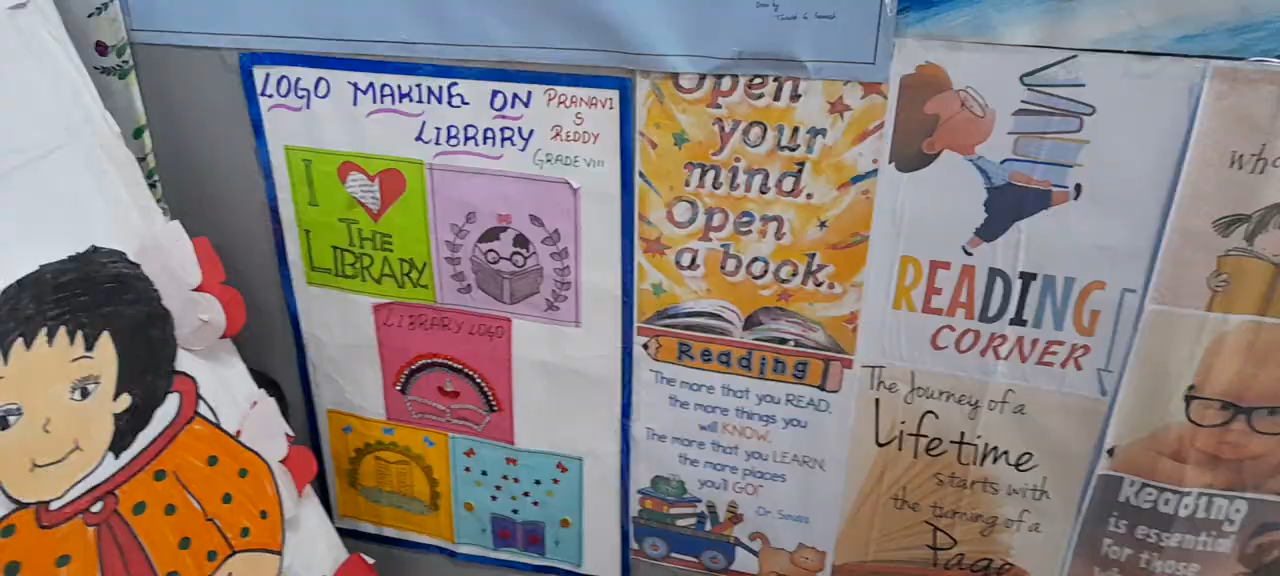 LOGO MAKING ON
LIBRARY
PRANAVI
S
REDDY
GRADE VIII
I
THE
LIBRARY
LIBRARY LOGO
Open
your
mind.
Open
a book.
Reading
The more that you READ,
the more things you
will KNOW.
The more that you LEARN,
the more places
you'll GO!"
Dr. Seuss
READING
CORNER
The Journey of a
Lifetime
starts with
the turning of a
Page
Reading
is essential
For those